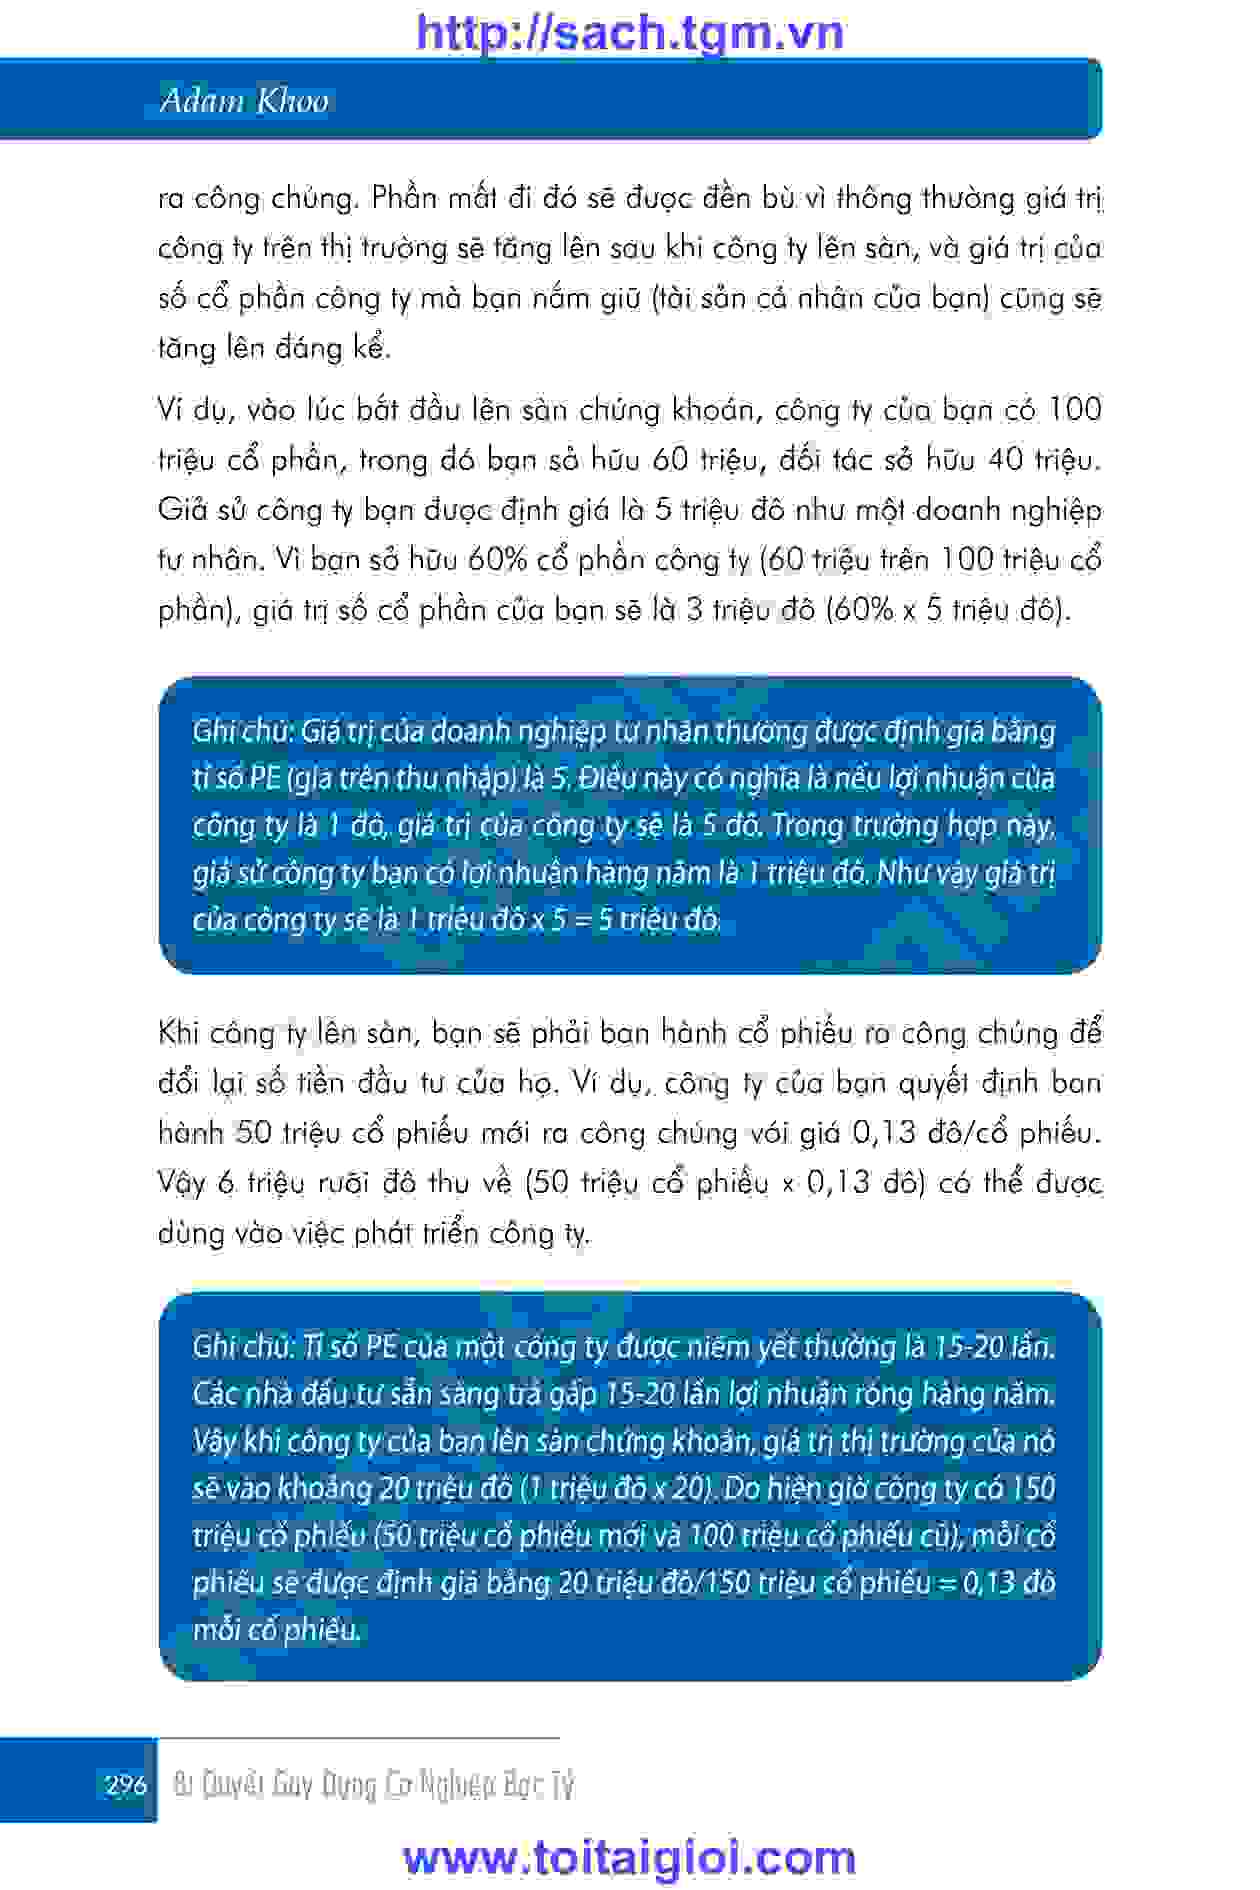 http://sach.tgm.vn
Adam Khoo
ra công chúng. Phần mất đi đó sẽ được đền bù vì thông thường giá trị
công ty trên thị trường sẽ tăng lên sau khi công ty lên sàn, và giá trị của
số cổ phần công ty mà bạn nắm giữ (tài sản cá nhân của bạn) cũng sẽ
tăng lên đáng kể.
Ví dụ, vào lúc bắt đầu lên sàn chứng khoán, công ty của bạn có 100
triệu cổ phần, trong đó bạn sở hữu 60 triệu, đối tác sở hữu 40 triệu.
Giả sử công ty bạn được định giá là 5 triệu đô như một doanh nghiệp
tư nhân. Vì bạn sở hữu 60% cổ phần công ty (60 triệu trên 100 triệu cổ
phần), giá trị số cổ phần của bạn sẽ là 3 triệu đô (60% x 5 triệu đô).
Ghi chú: Giá trị của doanh nghiệp tư nhân thường được định giá bằng
tỉ số PE (giá trên thu nhập) là 5. Điều này có nghĩa là nếu lợi nhuận của
công ty là 1 đô, giá trị của công ty sẽ là 5 đô. Trong trường hợp này,
giả sử công ty bạn có lợi nhuận hàng năm là 1 triệu đô. Như vậy giá trị
của công ty sẽ là 1 triệu đô x 5 = 5 triệu đô.
Khi công ty lên sàn, bạn sẽ phải ban hành cổ phiếu ra công chúng để
đổi lại số tiền đầu tư của họ. Ví dụ, công ty của bạn quyết định ban
hành 50 triệu cổ phiếu mới ra công chúng với giá 0,13 đô/cổ phiếu.
Vậy 6 triệu rưỡi đô thu về (50 triệu cổ phiếu x 0,13 đô) có thể được
dùng vào việc phát triển công ty.
Ghi chú: Tỉ số PE của một công ty được niêm yết thường là 15-20 lần.
Các nhà đầu tư sẵn sàng trả gấp 15-20 lần lợi nhuận ròng hàng năm.
Vậy khi công ty của bạn lên sàn chứng khoán, giá trị thị trường của nó
sẽ vào khoảng 20 triệu đô (1 triệu đô x 20). Do hiện giờ công ty có 150
triệu cổ phiếu (50 triệu cổ phiếu mới và 100 triệu cổ phiếu cũ), mỗi cổ
phiếu sẽ được định giá bằng 20 triệu đô/150 triệu cổ phiếu = 0,13 đô
mỗi cổ phiếu.
296 Bí Quyết Gây Dựng Cơ Nghiệp Bạc Tỷ
www.toitaigioi.com